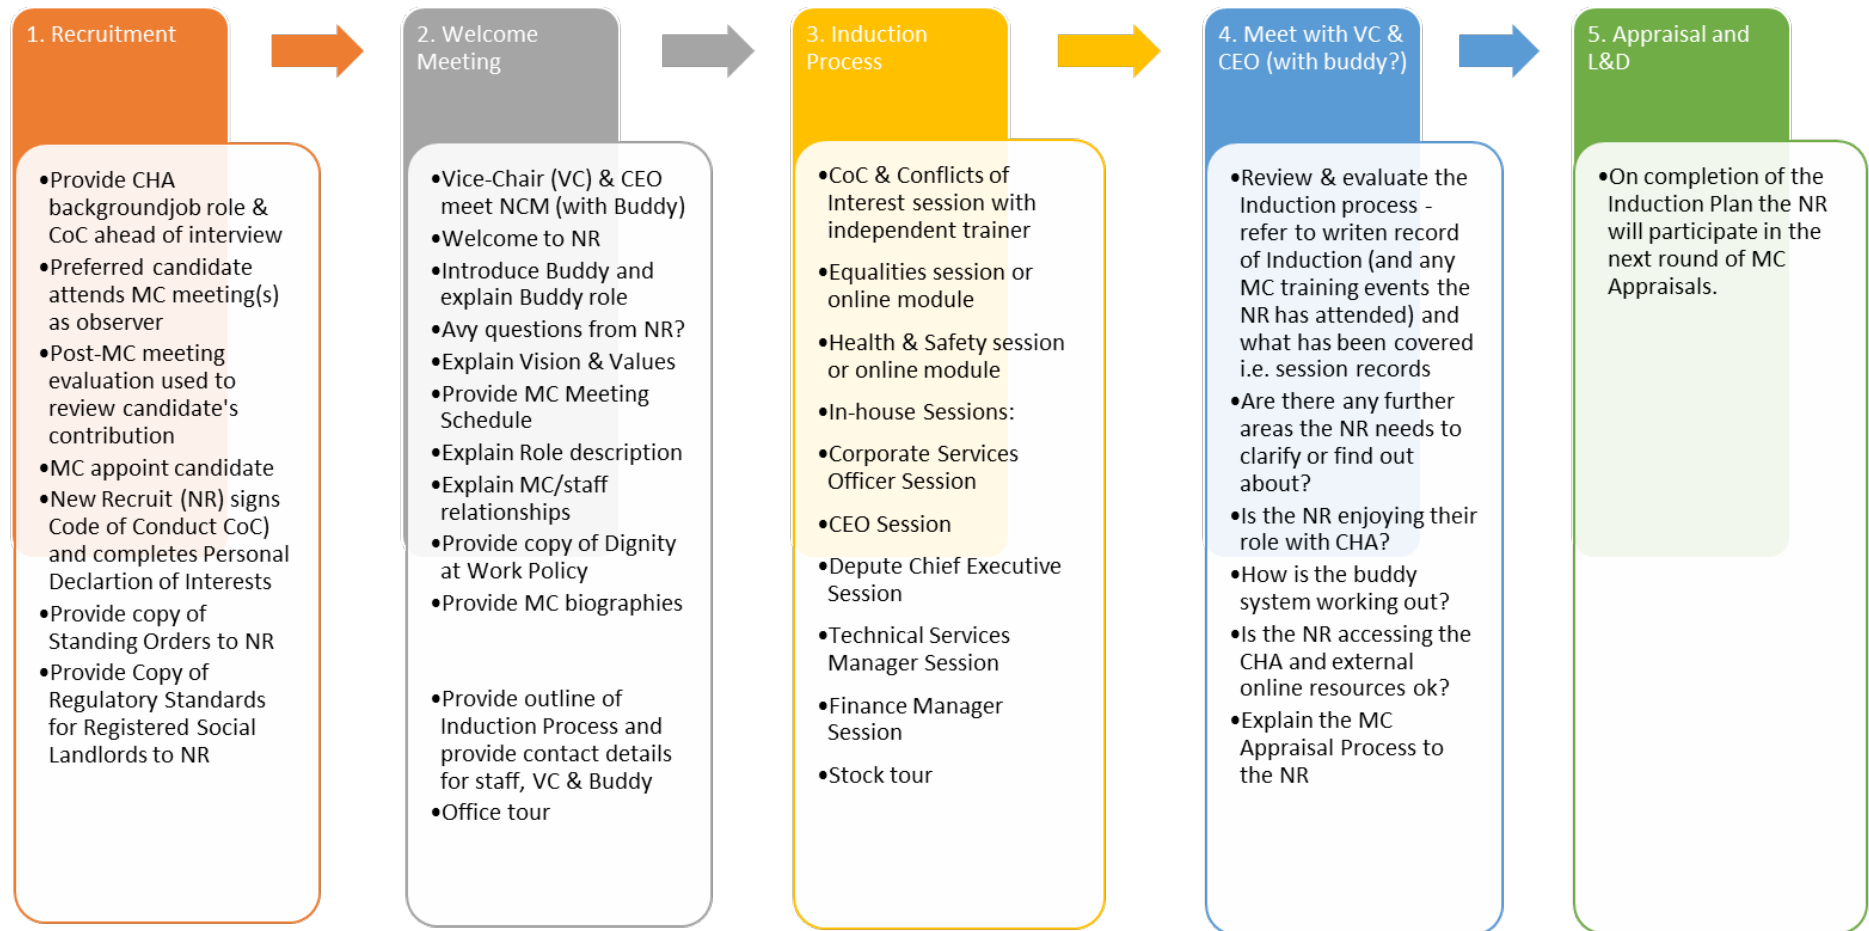 1. Recruitment
•Provide CHA
backgroundjob role &
CoC ahead of interview
•Preferred candidate
attends MC meeting(s)
as observer
•Post-MC meeting
evaluation used to
review candidate's
contribution
•MC appoint candidate
•New Recruit (NR) signs
Code of Conduct CoC)
and completes Personal
Declartion of Interests
•Provide copy of
Standing Orders to NR
•Provide Copy of
Regulatory Standards
for Registered Social
Landlords to NR
2. Welcome
Meeting
•Vice-Chair (VC) & CEO
meet NCM (with Buddy)
•Welcome to NR
•Introduce Buddy and
explain Buddy role
•Avy questions from NR?
•Explain Vision & Values
•Provide MC Meeting
Schedule
•Explain Role description
•Explain MC/staff
relationships
•Provide copy of Dignity
at Work Policy
•Provide MC biographies
•Provide outline of
Induction Process and
provide contact details
for staff, VC & Buddy
•Office tour
3. Induction
Process
•CoC & Conflicts of
Interest session with
independent trainer
•Equalities session or
online module
•Health & Safety session
or online module
•In-house Sessions:
•Corporate Services
Officer Session
•CEO Session
•Depute Chief Executive
Session
•Technical Services
Manager Session
•Finance Manager
Session
•Stock tour
4. Meet with VC &
CEO (with buddy?)
•Review & evaluate the
Induction process -
refer to writen record
of Induction (and any
MC training events the
NR has attended) and
what has been covered
i.e. session records
•Are there any further
areas the NR needs to
clarify or find out
about?
•Is the NR enjoying their
role with CHA?
•How is the buddy
system working out?
•Is the NR accessing the
CHA and external
online resources ok?
•Explain the MC
Appraisal Process to
the NR
5. Appraisal and
L&D
•On completion of the
Induction Plan the NR
will participate in the
next round of MC
Appraisals.